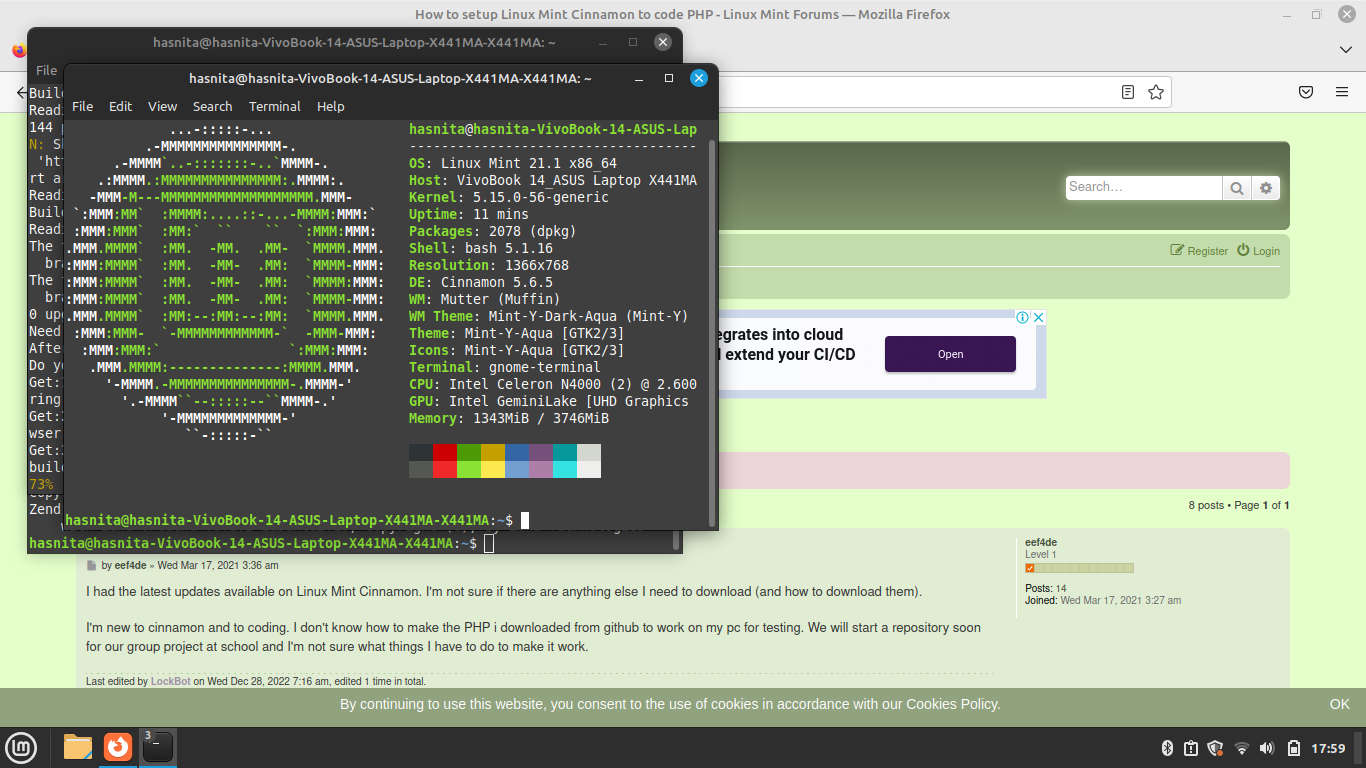 How to setup Linux Mint Cinnamon to code PHP - Linux Mint Forums — Mozilla Firefox
hasnita@hasnita-VivoBook-14-ASUS-Laptop-X441MA-X441MA: ~
File
hasnita@hasnita-VivoBook-14-ASUS-Laptop-X441MA-X441MA: ~
File Edit View Search Terminal Help
hasnita@hasnita-VivoBook-14-ASUS-Lap
------------------------------------
OS: Linux Mint 21.1 x86_64
Host: VivoBook 14_ASUS Laptop X441MA
Kernel: 5.15.0-56-generic
Uptime: 11 mins
Packages: 2078 (dpkg)
Shell: bash 5.1.16
Resolution: 1366x768
DE: Cinnamon 5.6.5
WM: Mutter (Muffin)
WM Theme: Mint-Y-Dark-Aqua (Mint-Y)
Theme: Mint-Y-Aqua [GTK2/3]
Icons: Mint-Y-Aqua [GTK2/3]
Terminal: gnome-terminal
CPU: Intel Celeron N4000 (2) @ 2.600
GPU: Intel GeminiLake [UHD Graphics
Memory: 1343MiB / 3746MiB
hasnita@hasnita-VivoBook-14-ASUS-Laptop-X441MA-X441MA:~$
Buil
Readi
144
N: S
'ht
rt a
Readi
Buil
Readi
The
bra
The
bra
0 up
Need
Afte
Do y
Get:
ring
Get:
wser
Get:
buil
73%
Zend
hasnita@hasnita-VivoBook-14-ASUS-Laptop-X441MA-X441MA:~$
Search…
Register Login
egrates into cloud
extend your CI/CD
Open
8 posts • Page 1 of 1
by eef4de » Wed Mar 17, 2021 3:36 am
I had the latest updates available on Linux Mint Cinnamon. I'm not sure if there are anything else I need to download (and how to download them).
I'm new to cinnamon and to coding. I don't know how to make the PHP i downloaded from github to work on my pc for testing. We will start a repository soon
for our group project at school and I'm not sure what things I have to do to make it work.
Last edited by LockBot on Wed Dec 28, 2022 7:16 am, edited 1 time in total.
eef4de
Level 1
Posts: 14
Joined: Wed Mar 17, 2021 3:27 am
By continuing to use this website, you consent to the use of cookies in accordance with our Cookies Policy.
OK
3
17:59